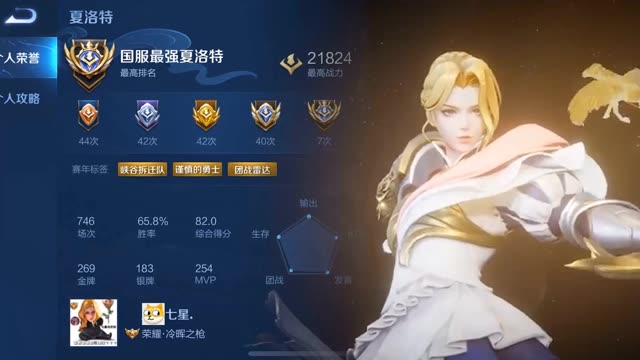 夏洛特
个人荣誉
国服最强夏洛特
最高排名
21824
最高战力
个人攻略
44次 42次 42次 40次 7次
赛年标签 峡谷拆迁队 谨慎的勇士 团战雷达
746 65.8% 82.0
场次 胜率 综合得分
输出
生存
269 183 254
金牌 银牌 MVP
团战 发育
七星.
荣耀·冷晖之枪